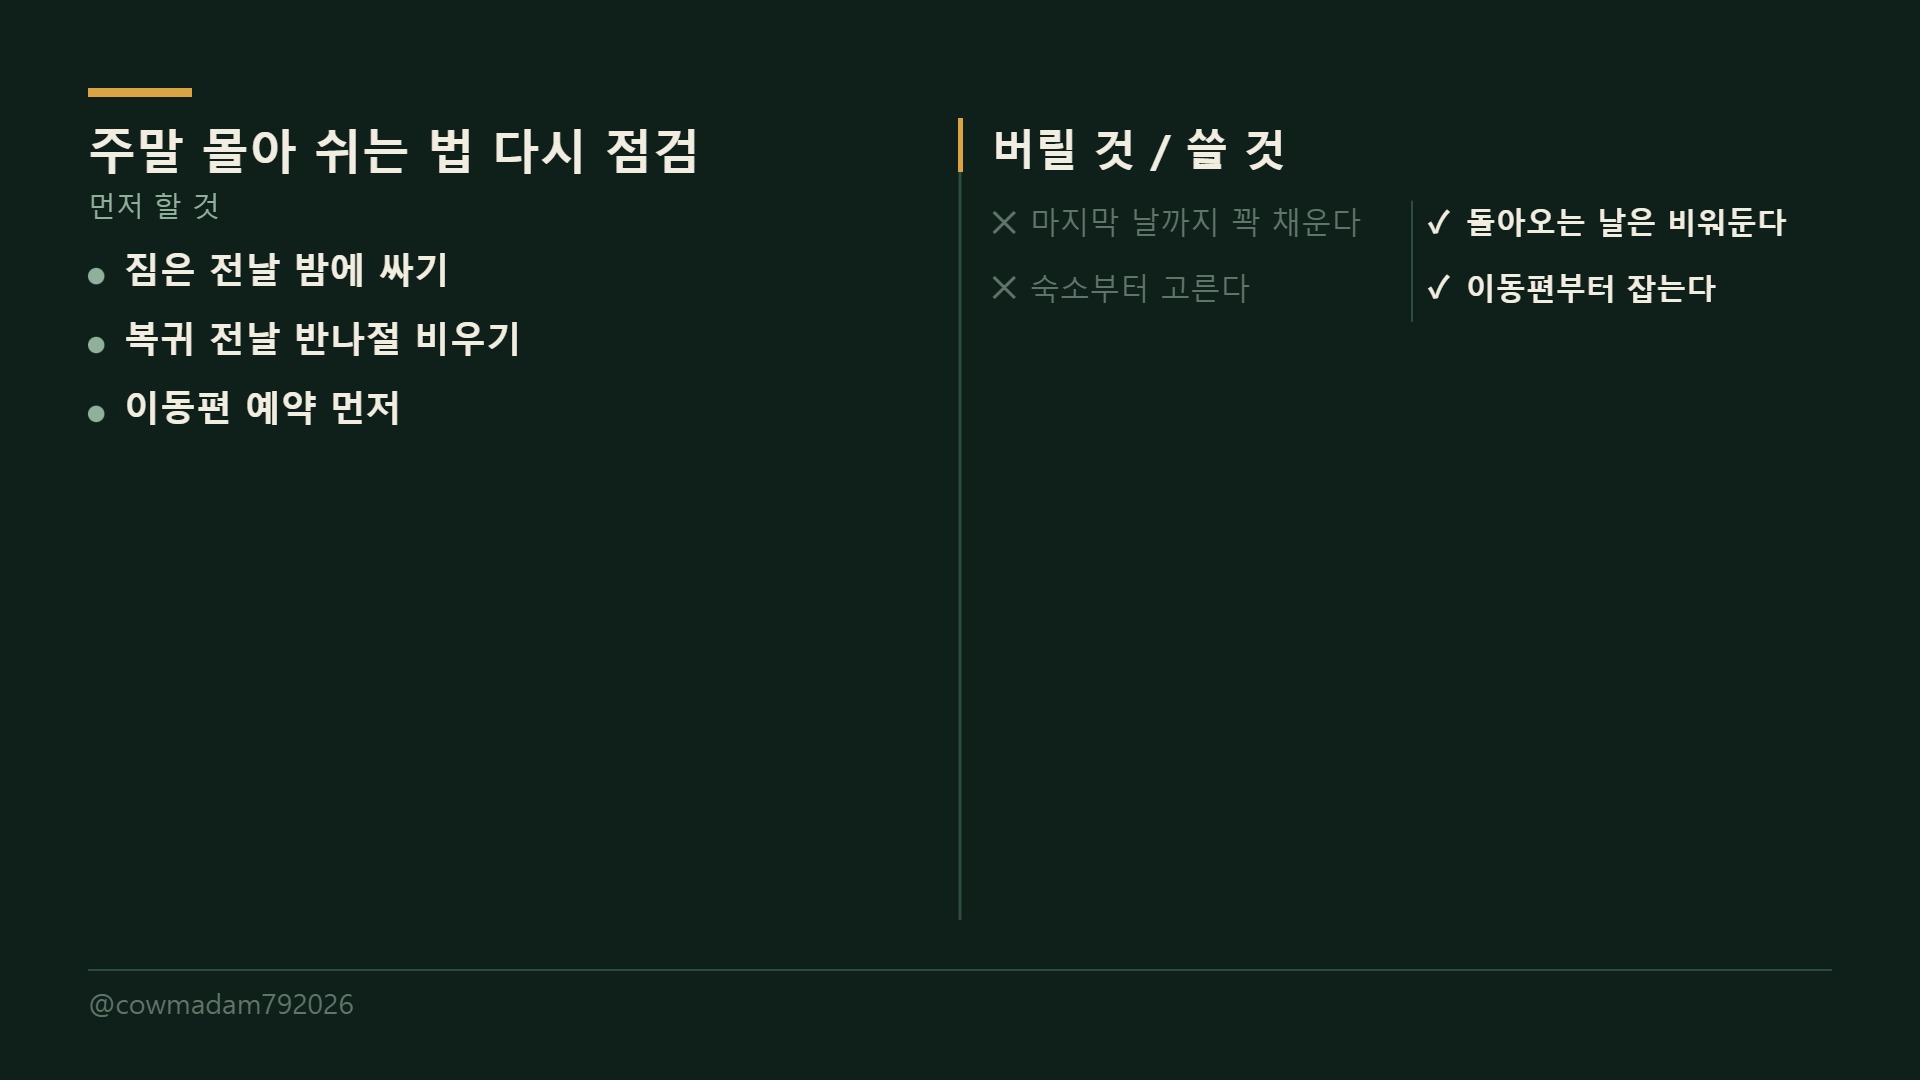 주말 몰아 쉬는 법 다시 점검
먼저 할 것
짐은 전날 밤에 싸기
복귀 전날 반나절 비우기
이동편 예약 먼저
버릴 것 / 쓸 것
✕ 마지막 날까지 꽉 채운다
✓ 돌아오는 날은 비워둔다
✕ 숙소부터 고른다
✓ 이동편부터 잡는다
@cowmadam792026